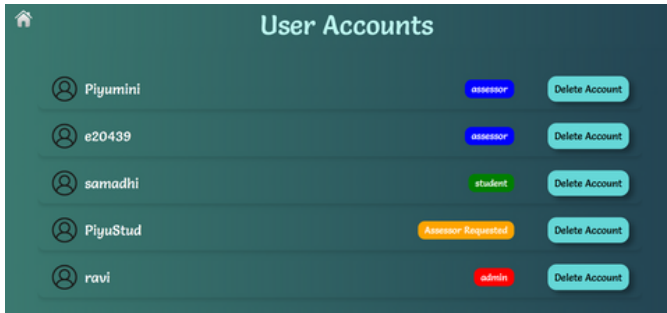 User Accounts
Piyumini assessor Delete Account
e20439 assessor Delete Account
samadhi student Delete Account
PiyuStud Assessor Requested Delete Account
ravi admin Delete Account